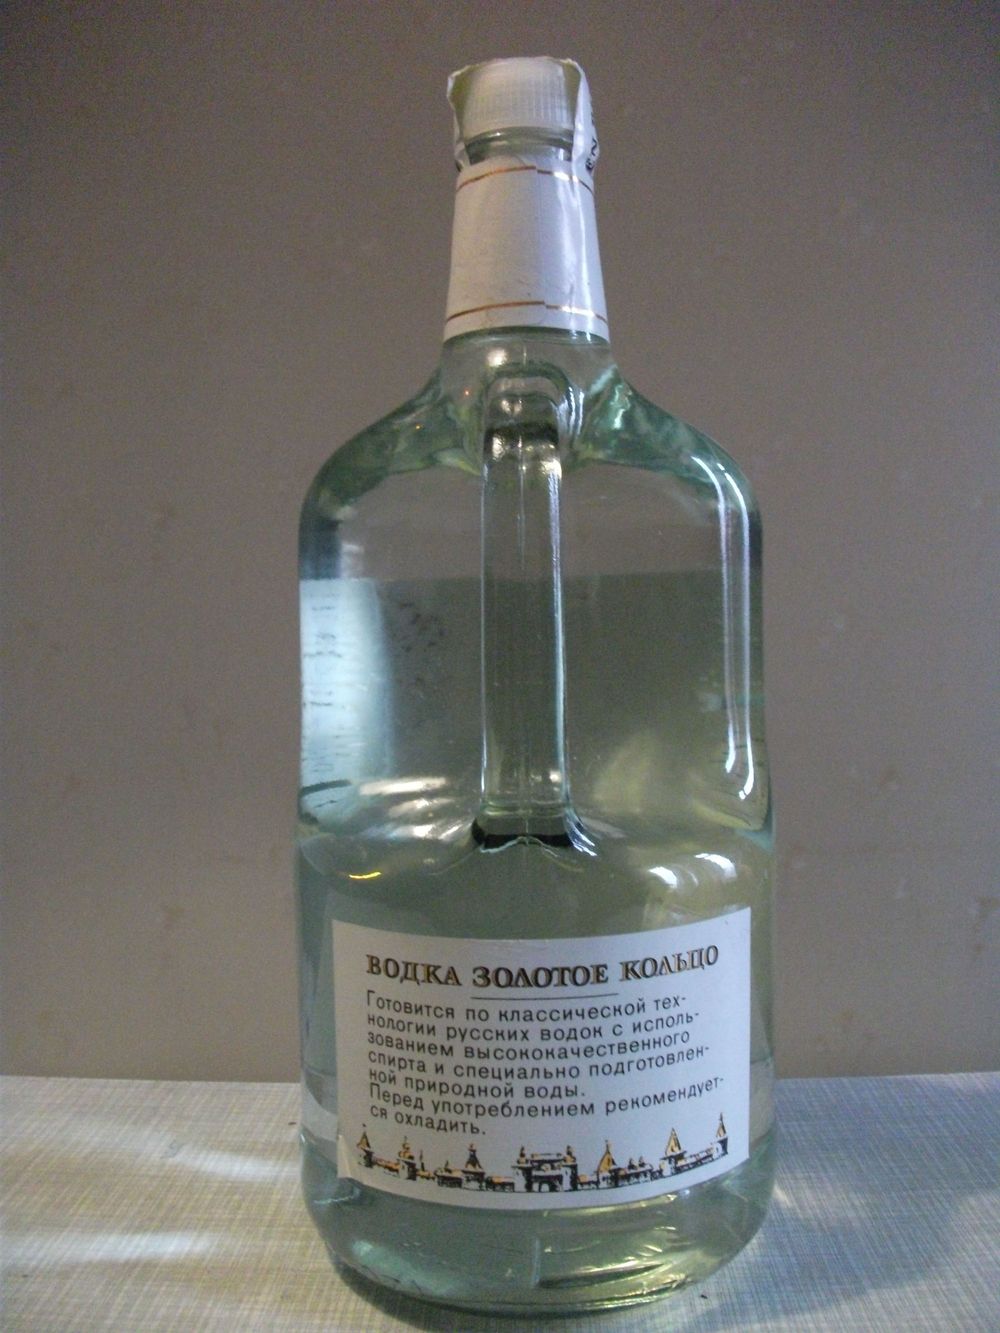 ВОДКА ЗОЛОТОЕ КОЛЬЦО
Готовится по классической тех-
нологии русских водок с исполь-
зованием высококачественного
спирта и специально подготовлен-
ной природной воды.
Перед употреблением рекомендует-
ся охладить.